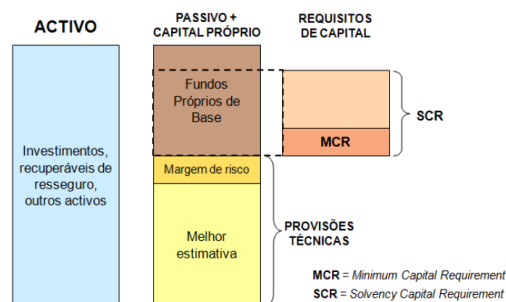 ACTIVO
PASSIVO +
CAPITAL PRÓPRIO
REQUISITOS
DE CAPITAL
Fundos
Próprios de
Base
SCR
MCR
Investimentos,
recuperáveis de
resseguro,
outros activos
Margem de risco
Melhor
estimativa
PROVISÕES
TÉCNICAS
MCR = Minimum Capital Requirement
SCR = Solvency Capital Requirement